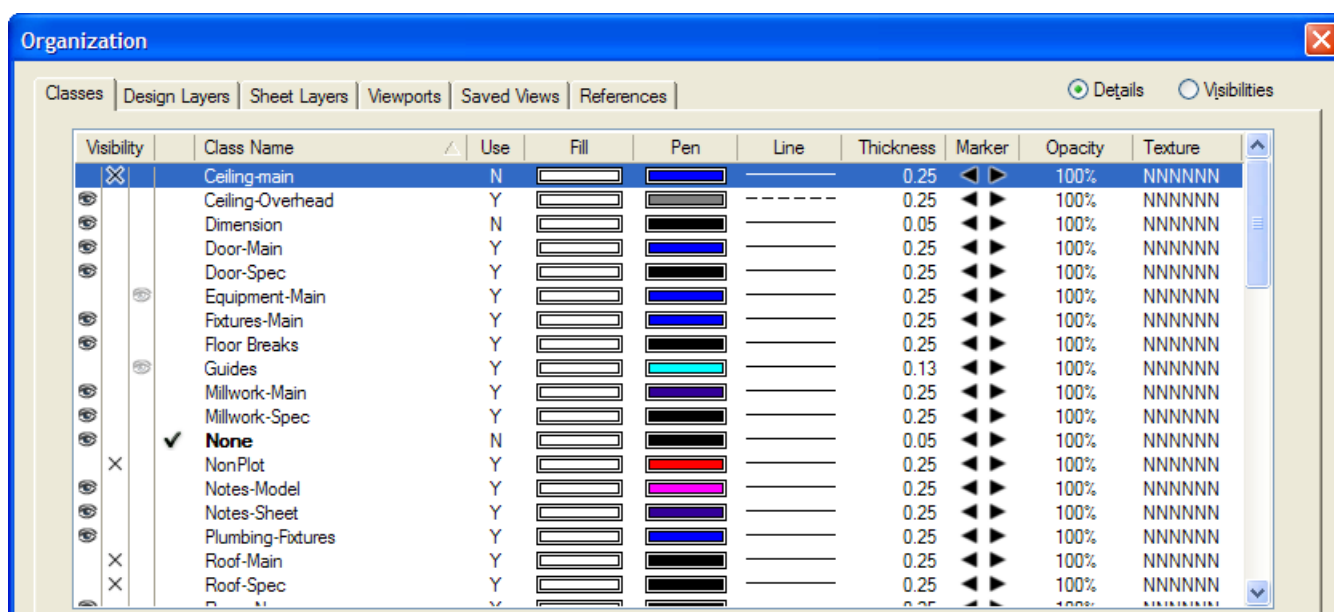 Organization
Classes Design Layers Sheet Layers Viewports Saved Views References Details Visibilities
Visibility Class Name Use Fill Pen Line Thickness Marker Opacity Texture
Ceiling-main N 0.25 100% NNNNNN
Ceiling-Overhead Y 0.25 100% NNNNNN
Dimension N 0.05 100% NNNNNN
Door-Main Y 0.25 100% NNNNNN
Door-Spec Y 0.25 100% NNNNNN
Equipment-Main Y 0.25 100% NNNNNN
Fixtures-Main Y 0.25 100% NNNNNN
Floor Breaks Y 0.25 100% NNNNNN
Guides Y 0.13 100% NNNNNN
Millwork-Main Y 0.25 100% NNNNNN
Millwork-Spec Y 0.25 100% NNNNNN
None N 0.05 100% NNNNNN
NonPlot Y 0.25 100% NNNNNN
Notes-Model Y 0.25 100% NNNNNN
Notes-Sheet Y 0.25 100% NNNNNN
Plumbing-Fixtures Y 0.25 100% NNNNNN
Roof-Main Y 0.25 100% NNNNNN
Roof-Spec Y 0.25 100% NNNNNN